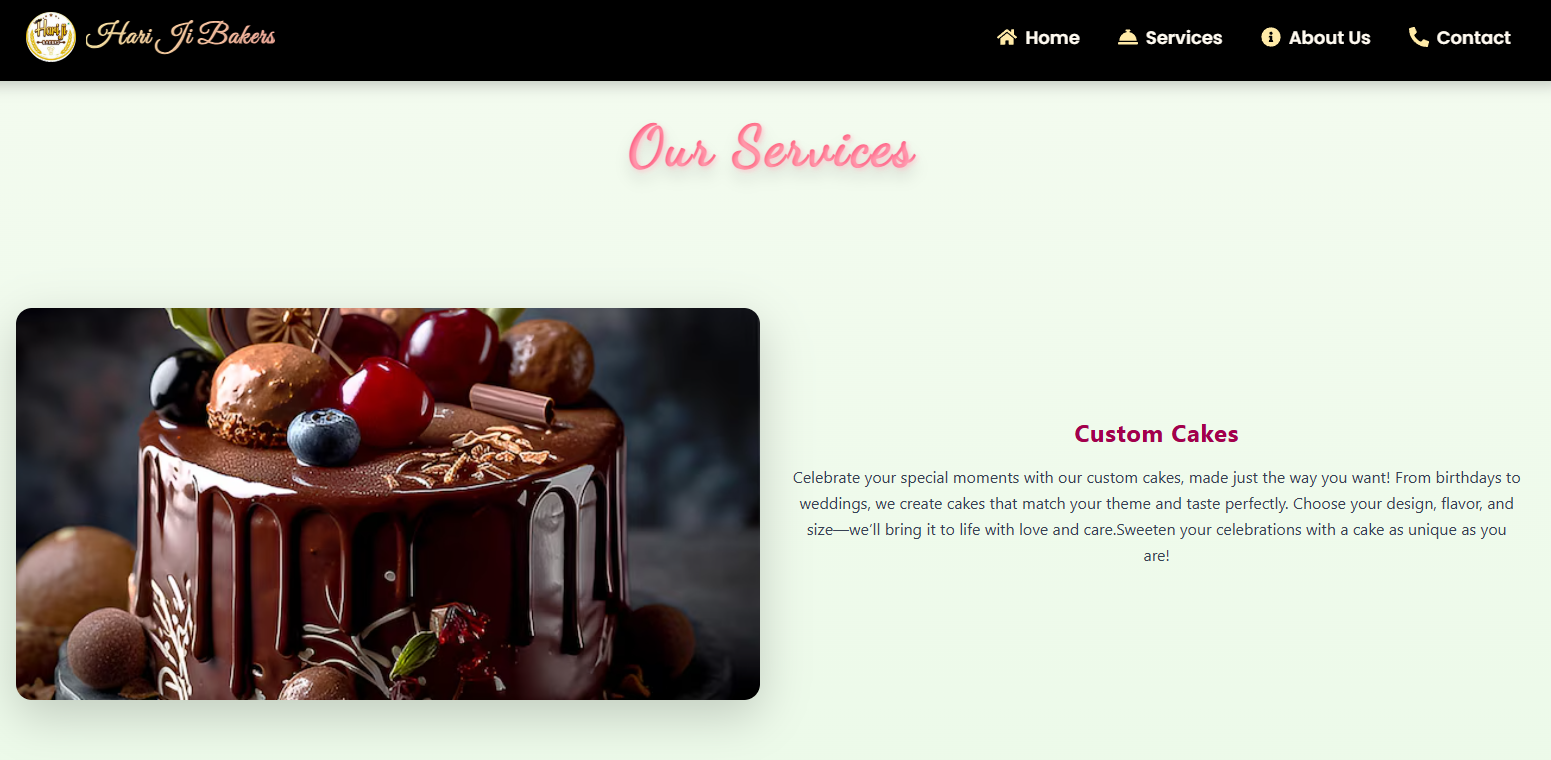 Hari Ji
Hari Ji Bakers
Home
Services
About Us
Contact
Our Services
Custom Cakes
Celebrate your special moments with our custom cakes, made just the way you want! From birthdays to
weddings, we create cakes that match your theme and taste perfectly. Choose your design, flavor, and
size—we’ll bring it to life with love and care.Sweeten your celebrations with a cake as unique as you
are!